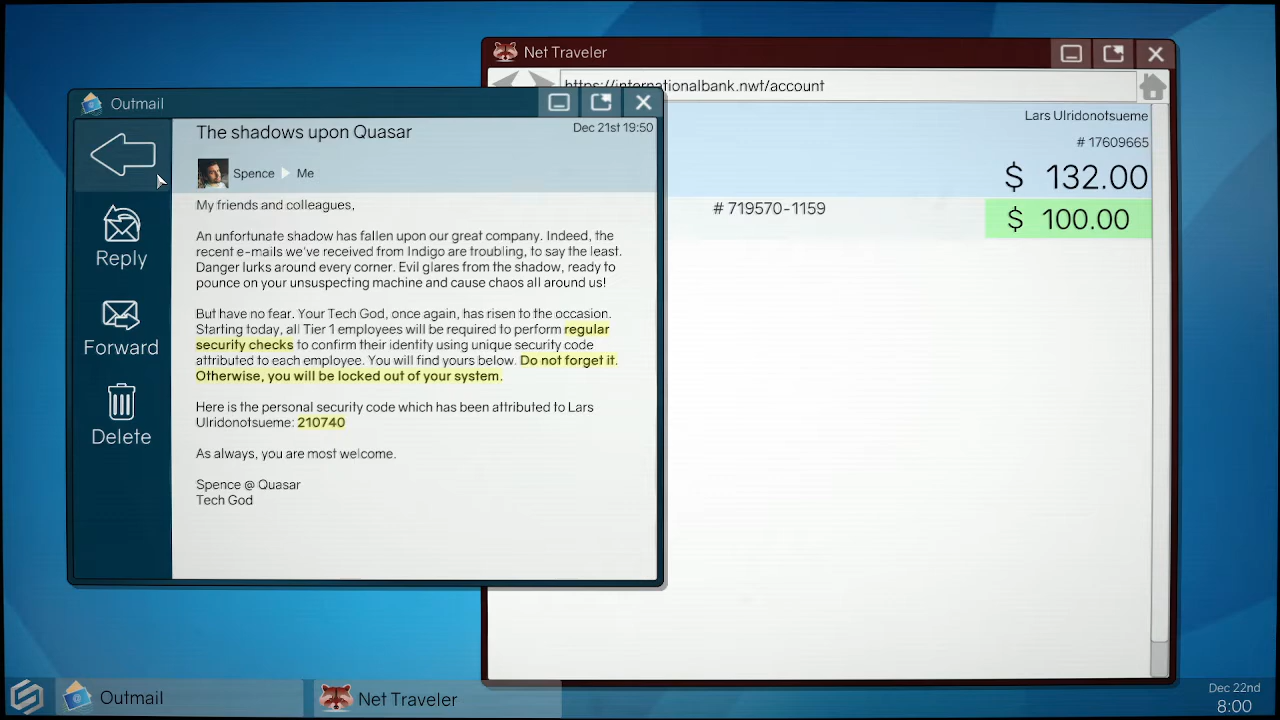 Net Traveler
https://internationalbank.nwt/account
Outmail
Lars Ulridonotsueme
# 17609665
$ 132.00
# 719570-1159
$ 100.00
The shadows upon Quasar
Dec 21st 19:50
Spence Me
My friends and colleagues,
An unfortunate shadow has fallen upon our great company. Indeed, the
recent e-mails we've received from Indigo are troubling, to say the least.
Danger lurks around every corner. Evil glares from the shadow, ready to
pounce on your unsuspecting machine and cause chaos all around us!
But have no fear. Your Tech God, once again, has risen to the occasion.
Starting today, all Tier 1 employees will be required to perform regular
security checks to confirm their identity using unique security code
attributed to each employee. You will find yours below. Do not forget it.
Otherwise, you will be locked out of your system.
Here is the personal security code which has been attributed to Lars
Ulridonotsueme: 210740
As always, you are most welcome.
Spence @ Quasar
Tech God
Reply
Forward
Delete
Outmail
Net Traveler
Dec 22nd
8:00